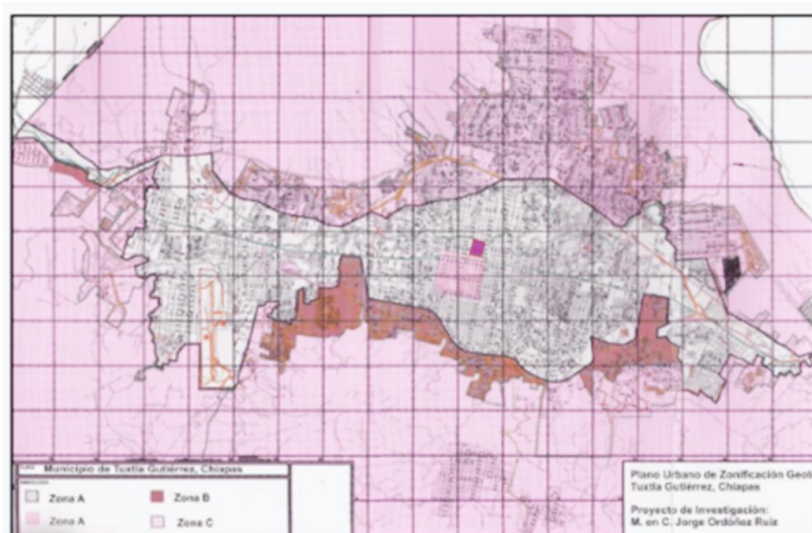 Municipio de Tuxtla Gutiérrez, Chiapas
Zona A
Zona B
Zona A
Zona C
Plano Urbano de Zonificación Geot
Tuxtla Gutiérrez, Chiapas
Proyecto de Investigación:
M. en C. Jorge Ordóñez Ruiz